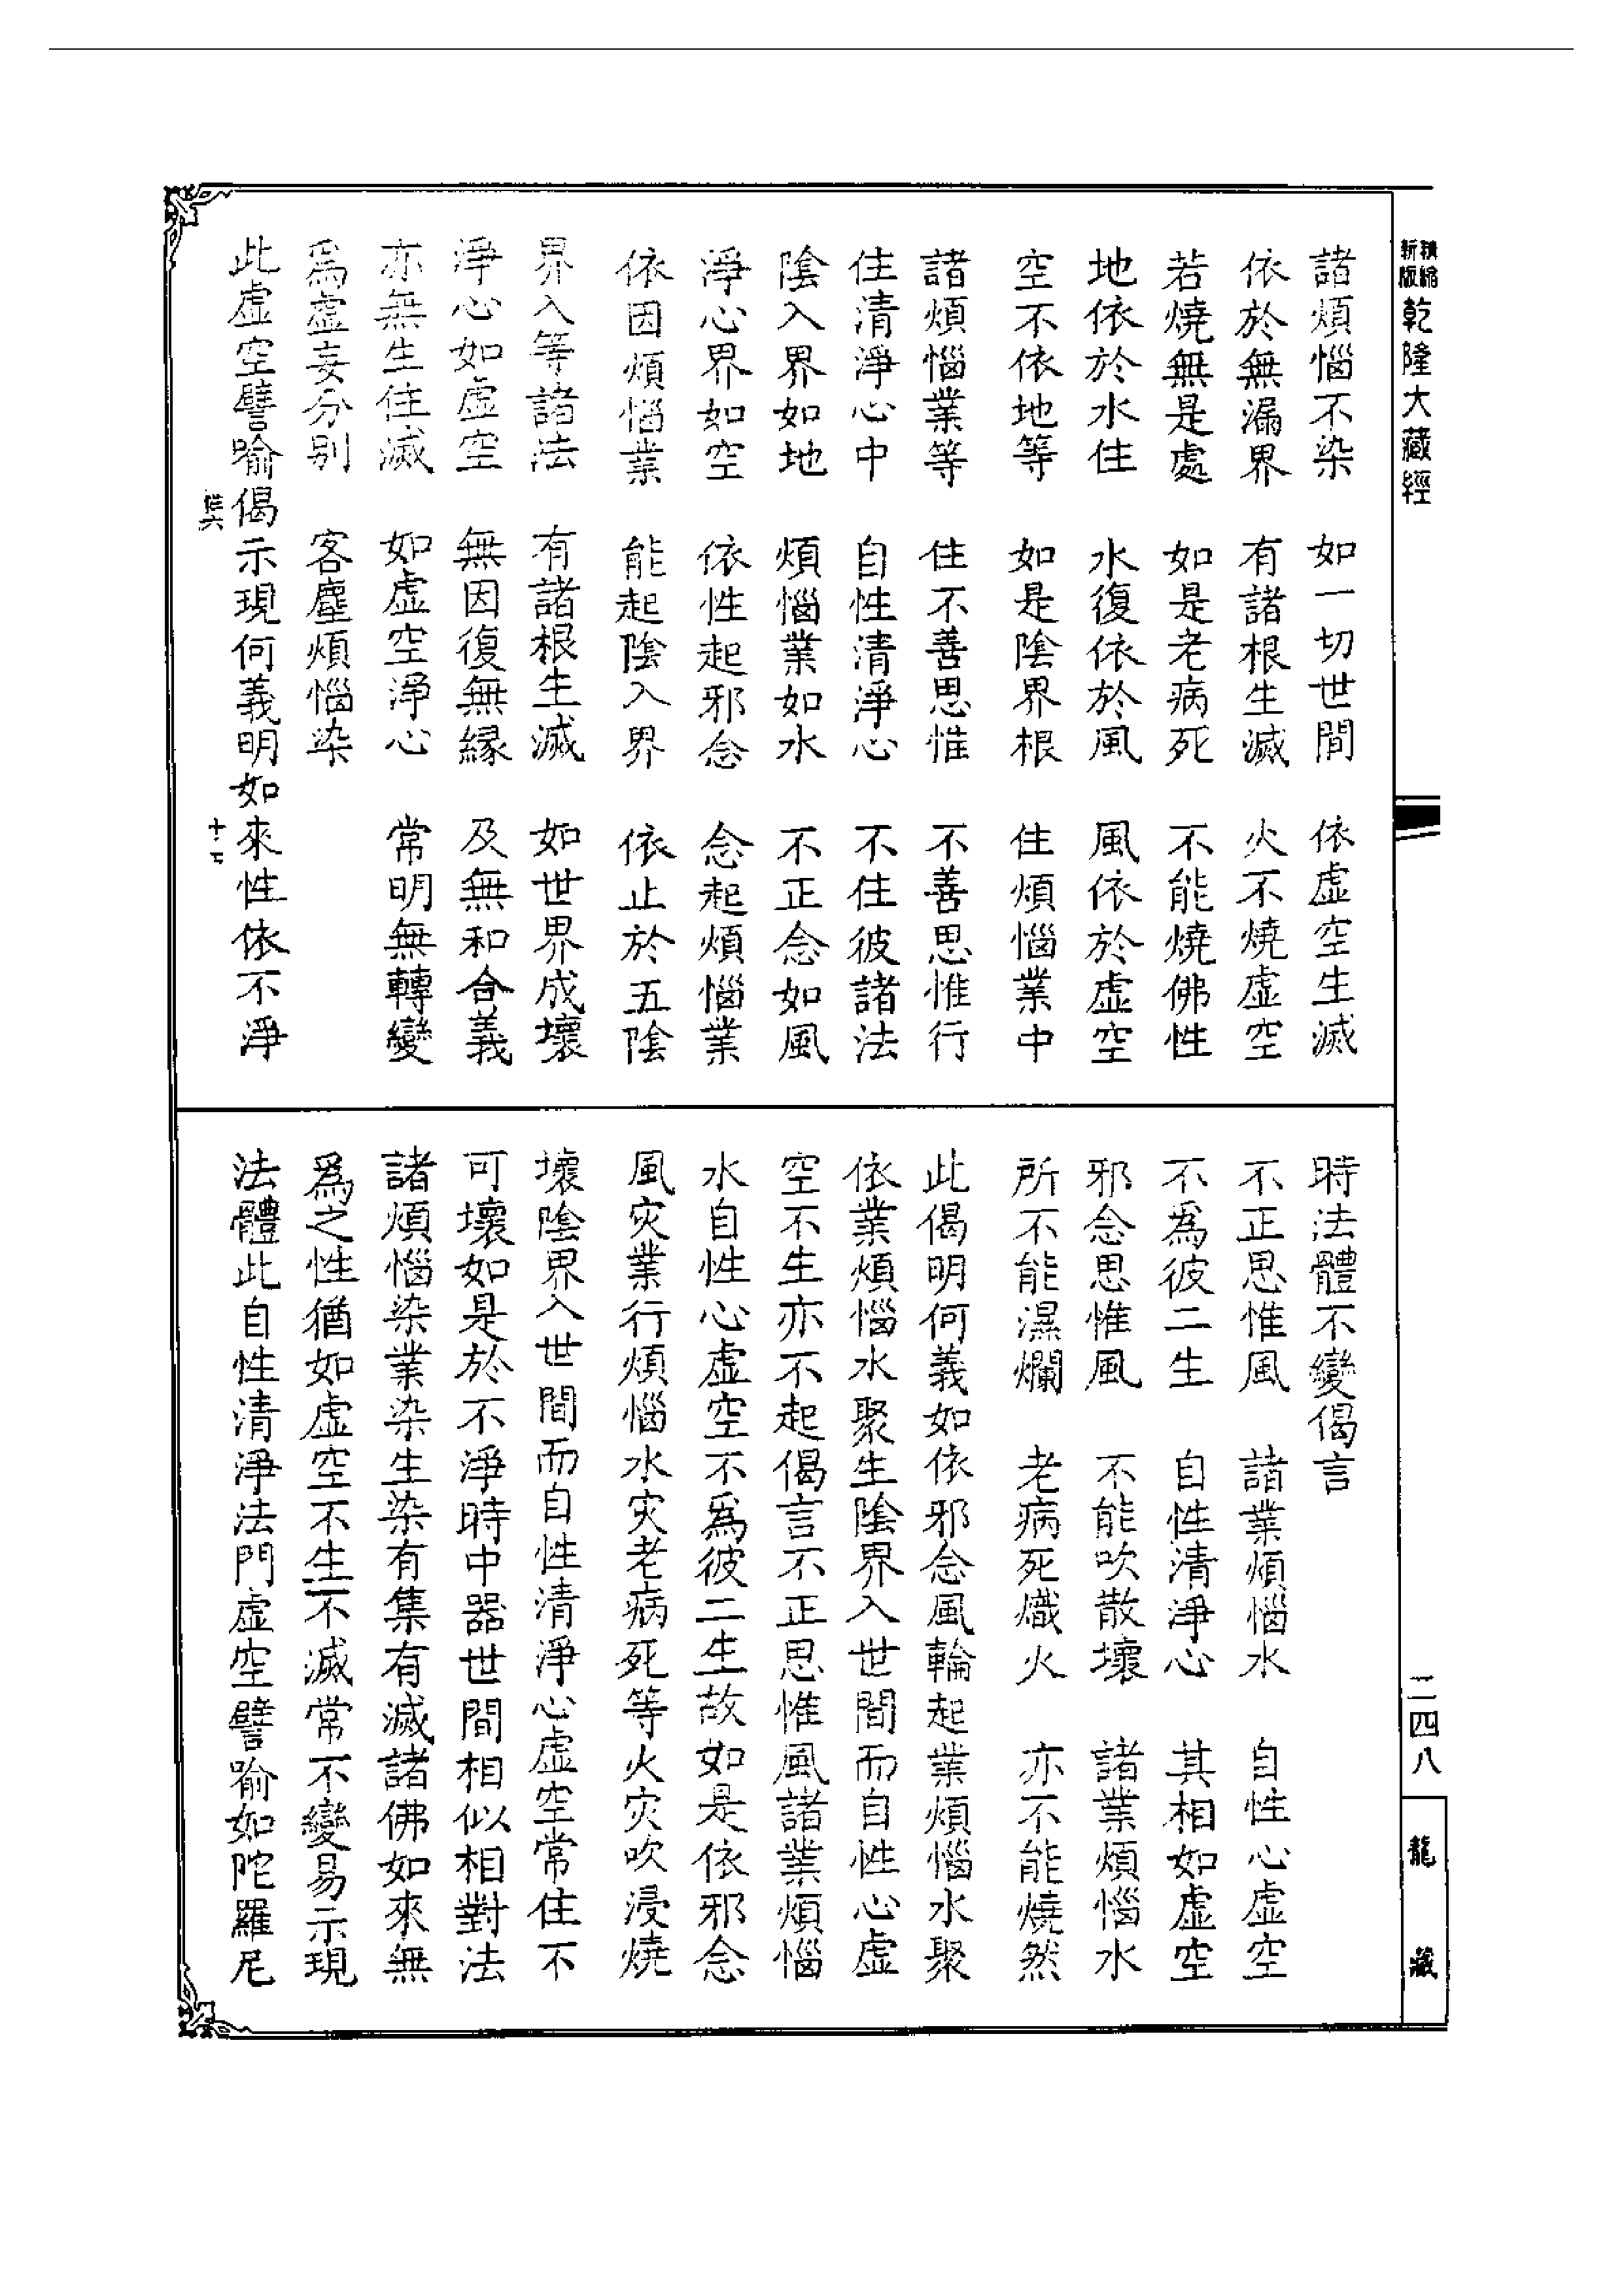 新版精縮乾隆大藏經
諸煩惱不染　如一切世間　依虛空生滅
依於無漏界　有諸根生滅　火不燒虛空
若燒無是處　如是老病死　不能燒佛性
地依於水住　水復依於風　風依於虛空
空不依地等　如是陰界根　住煩惱業中
諸煩惱業等　住不善思惟　不善思惟行
住清淨心中　自性清淨心　不住彼諸法
陰入界如地　煩惱業如水　不正念如風
淨心界如空　依性起邪念　念起煩惱業
依因煩惱業　能起陰入界　依止於五陰
界入等諸法　有諸根生滅　如世界成壞
淨心如虛空　無因復無緣　及無和合義
亦無生住滅　如虛空淨心　常明無轉變
爲虛妄分別　客塵煩惱染
此虛空譬喻偈示現何義明如來性依不淨
時法體不變偈言
不正思惟風　諸業煩惱水　自性心虛空
不爲彼二生　自性清淨心　其相如虛空
邪念思惟風　不能吹散壞　諸業煩惱水
所不能濕爛　老病死熾火　亦不能燒然
此偈明何義如依邪念風輪起業煩惱水聚
依業煩惱水聚生陰界入世間而自性心虛
空不生亦不起偈言不正思惟風諸業煩惱
水自性心虛空不爲彼二生故如是依邪念
風灾業行煩惱水灾老病死等火灾吹浸燒
壞陰界入世間而自性清淨心虛空常住不
可壞如是於不淨時中器世間相似相對法
諸煩惱染業染生染有集有滅諸佛如來無
爲之性猶如虛空不生不滅常不變易示現
法體此自性清淨法門虛空譬喻如陀羅尼
二四八
龍藏